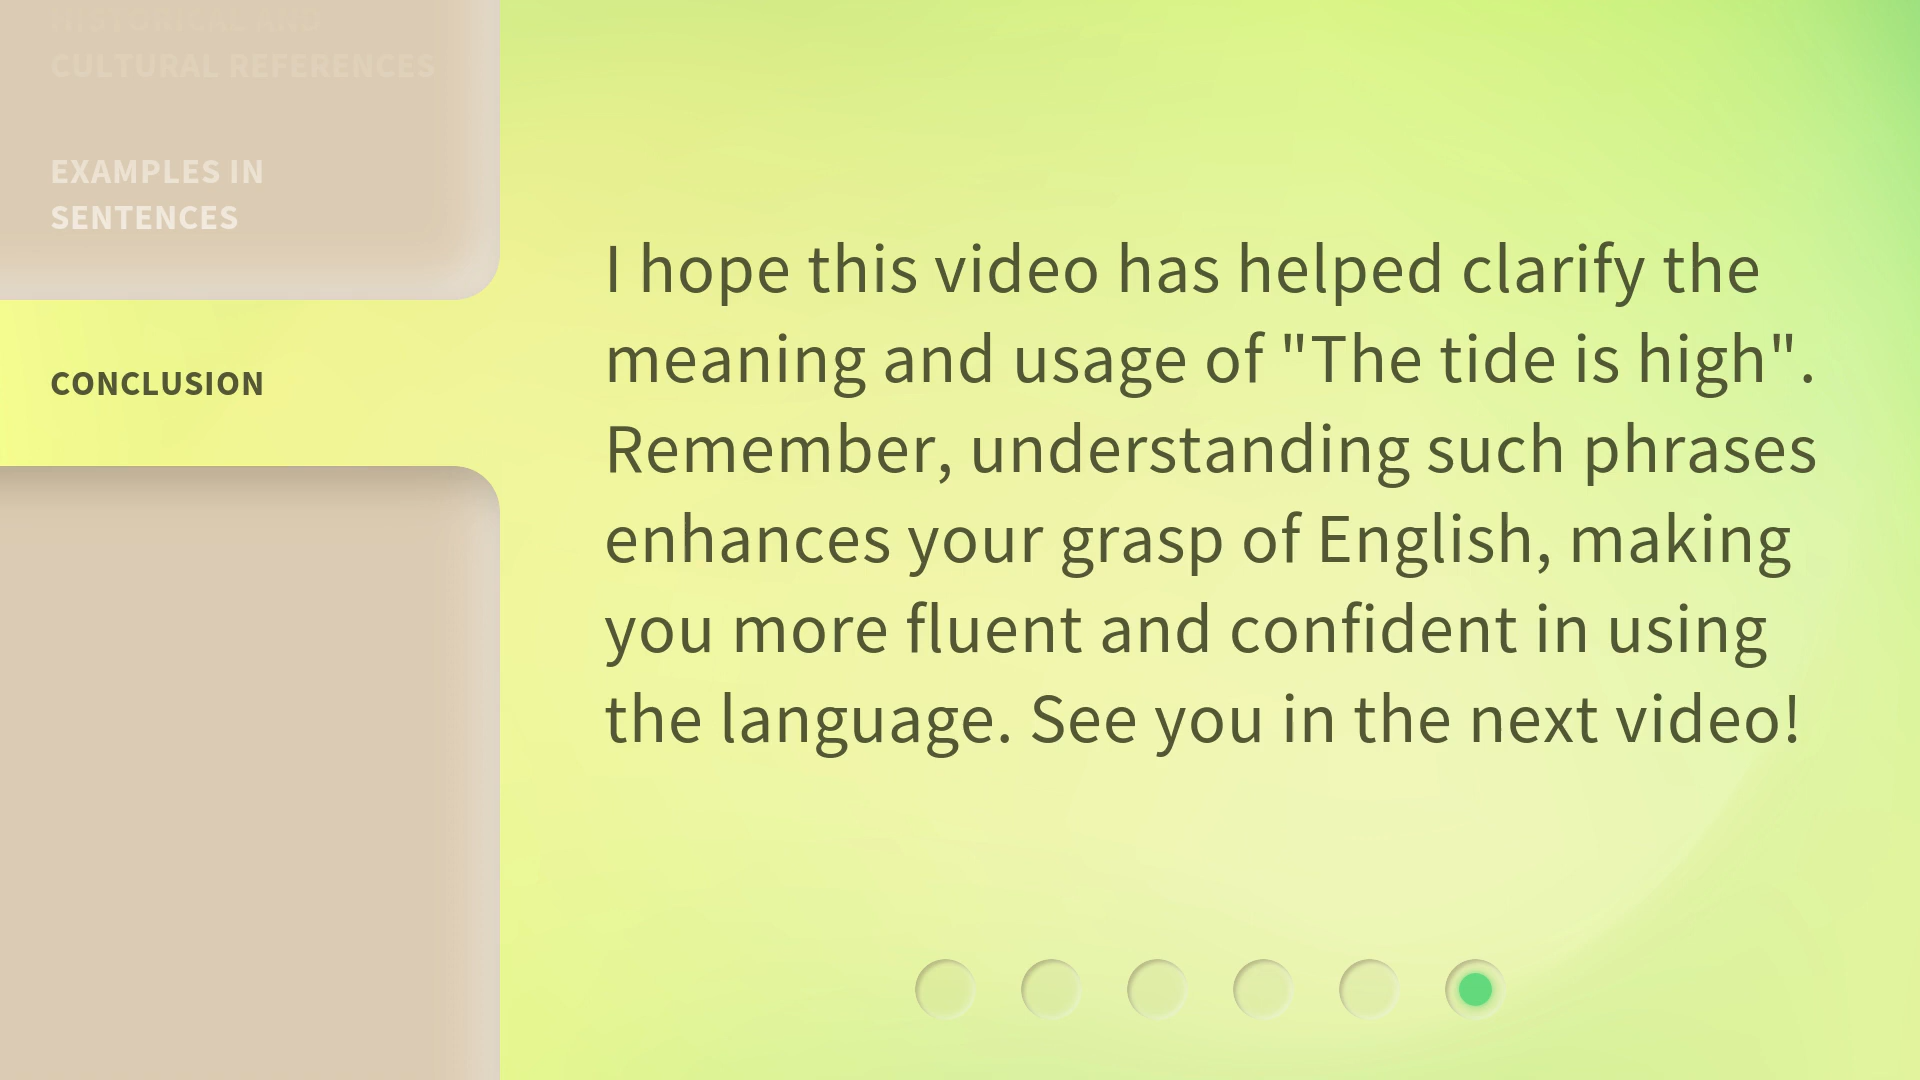 HISTORICAL AND
CULTURAL REFERENCES
EXAMPLES IN
SENTENCES
CONCLUSION
I hope this video has helped clarify the
meaning and usage of "The tide is high".
Remember, understanding such phrases
enhances your grasp of English, making
you more fluent and confident in using
the language. See you in the next video!